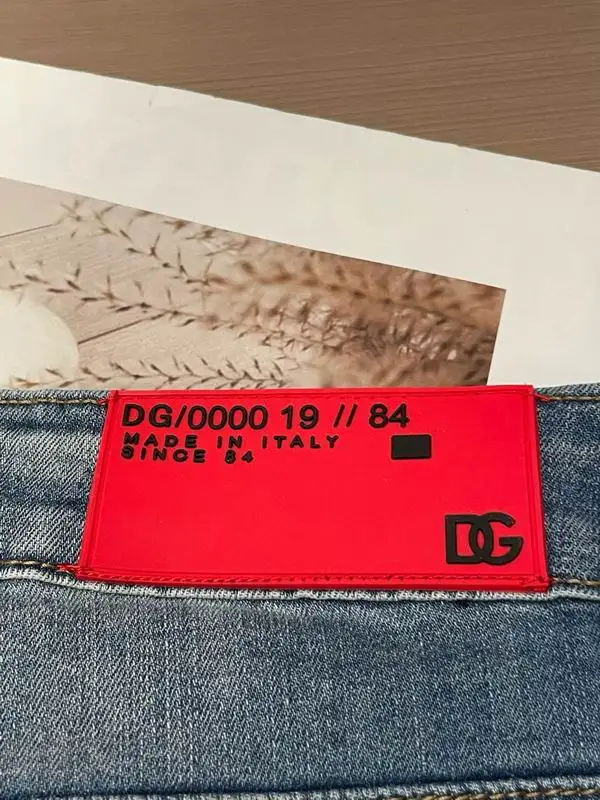 DG/0000 19 // 84
MADE IN ITALY
SINCE 84
DG